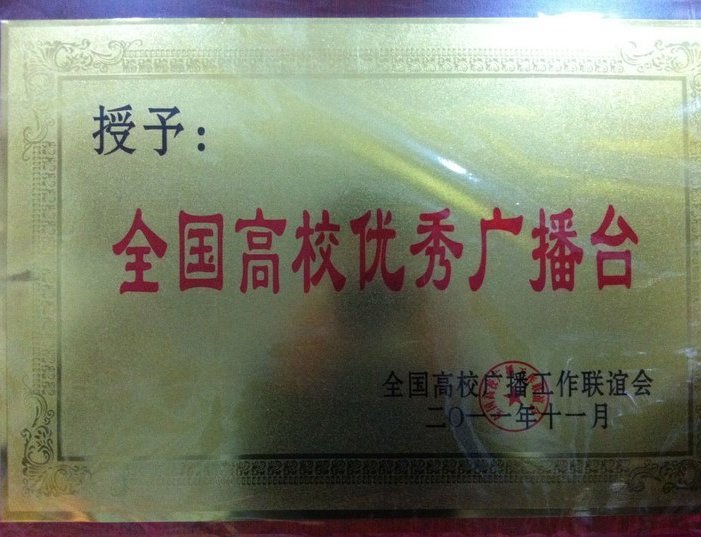 授予：
全国高校优秀广播台
全国高校广播工作联谊会
二〇一一年十一月